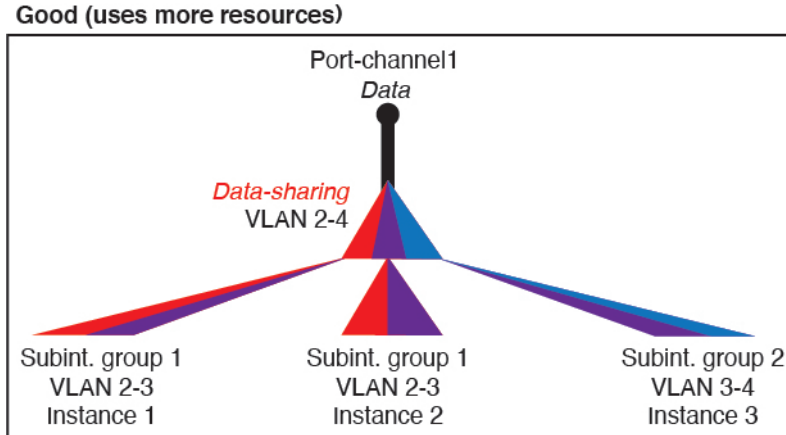 Good (uses more resources)
Port-channel1
Data
Data-sharing
VLAN 2-4
Subint. group 1
VLAN 2-3
Instance 1
Subint. group 1
VLAN 2-3
Instance 2
Subint. group 2
VLAN 3-4
Instance 3